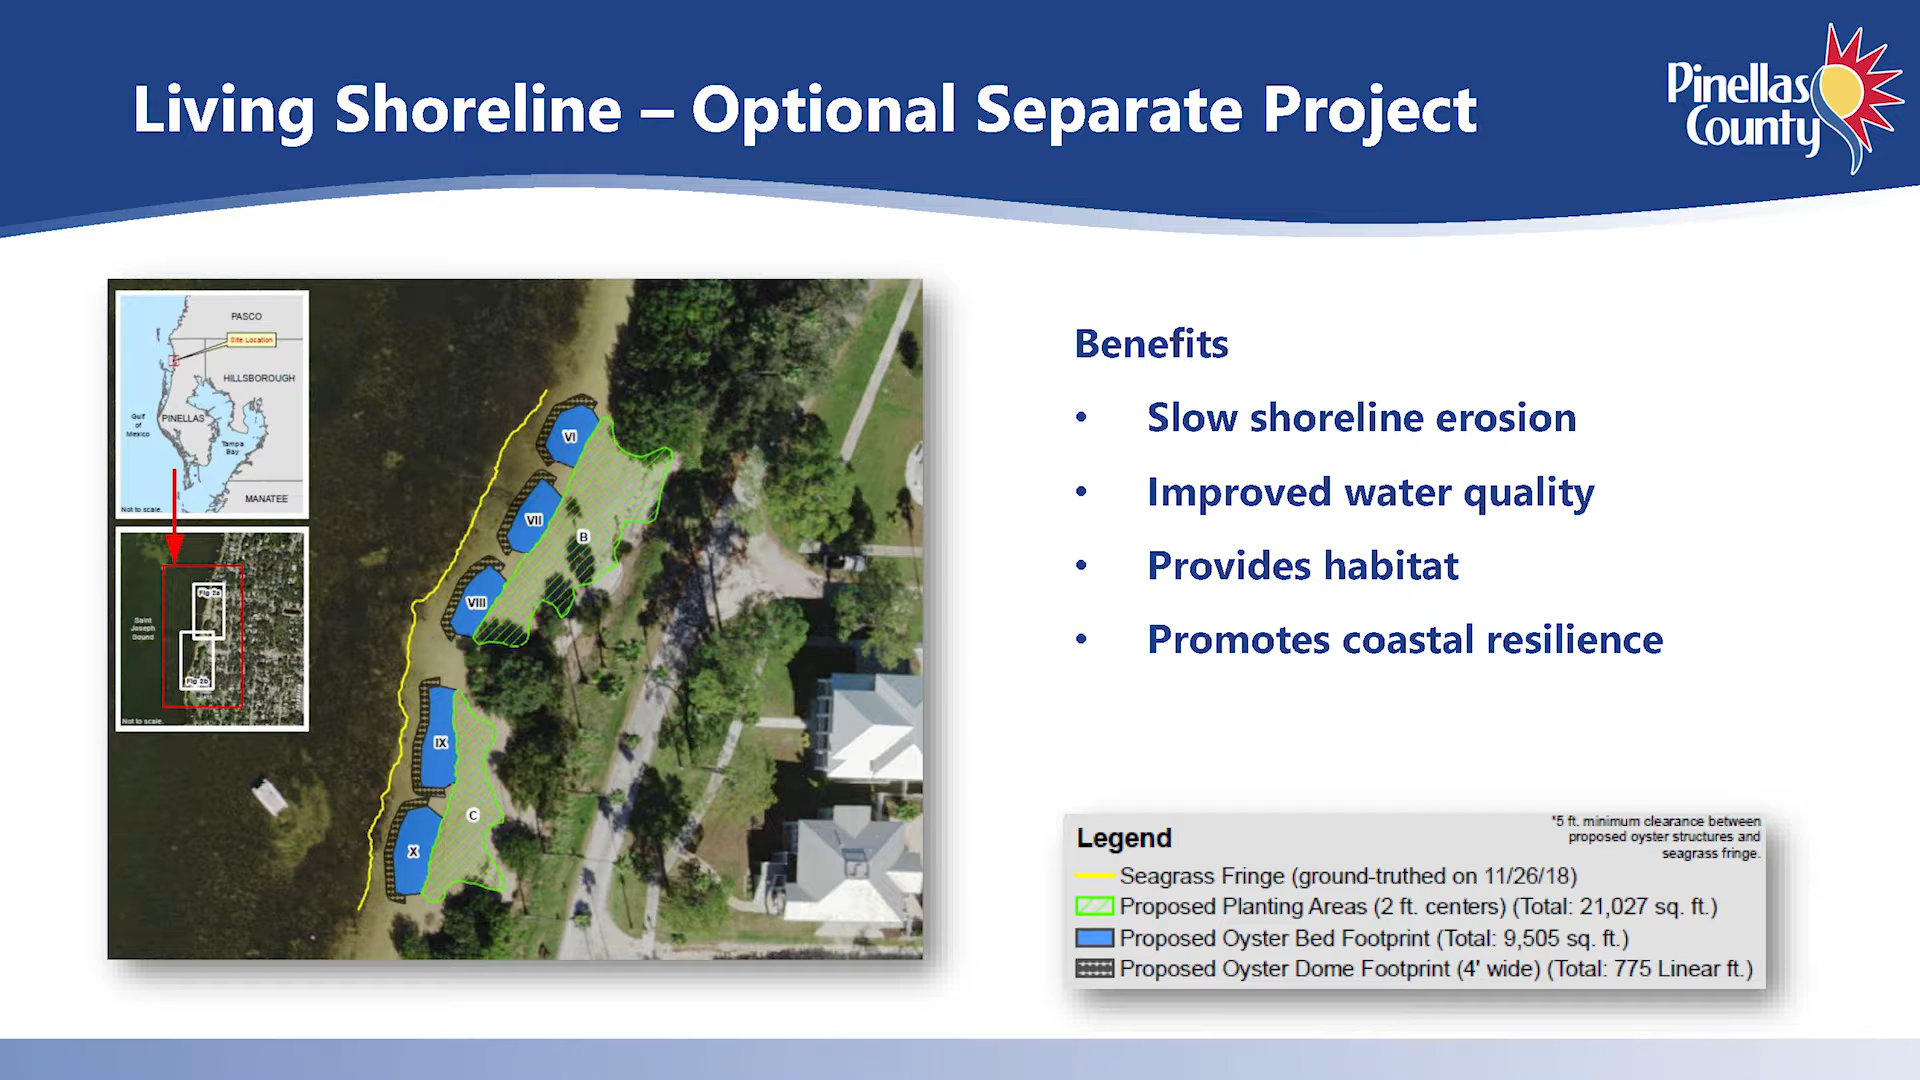 Living Shoreline – Optional Separate Project
Pinellas
County
PASCO
Site Location
HILLSBOROUGH
PINELLAS
Gulf
of
Mexico
Tampa
Bay
MANATEE
Not to scale.
Fig 2a
Saint
Joseph
Sound
Fig 2b
Not to scale.
VI
VII
B
VIII
IX
C
X
Benefits
• Slow shoreline erosion
• Improved water quality
• Provides habitat
• Promotes coastal resilience
Legend
*5 ft. minimum clearance between
proposed oyster structures and
seagrass fringe.
Seagrass Fringe (ground-truthed on 11/26/18)
Proposed Planting Areas (2 ft. centers) (Total: 21,027 sq. ft.)
Proposed Oyster Bed Footprint (Total: 9,505 sq. ft.)
Proposed Oyster Dome Footprint (4' wide) (Total: 775 Linear ft.)